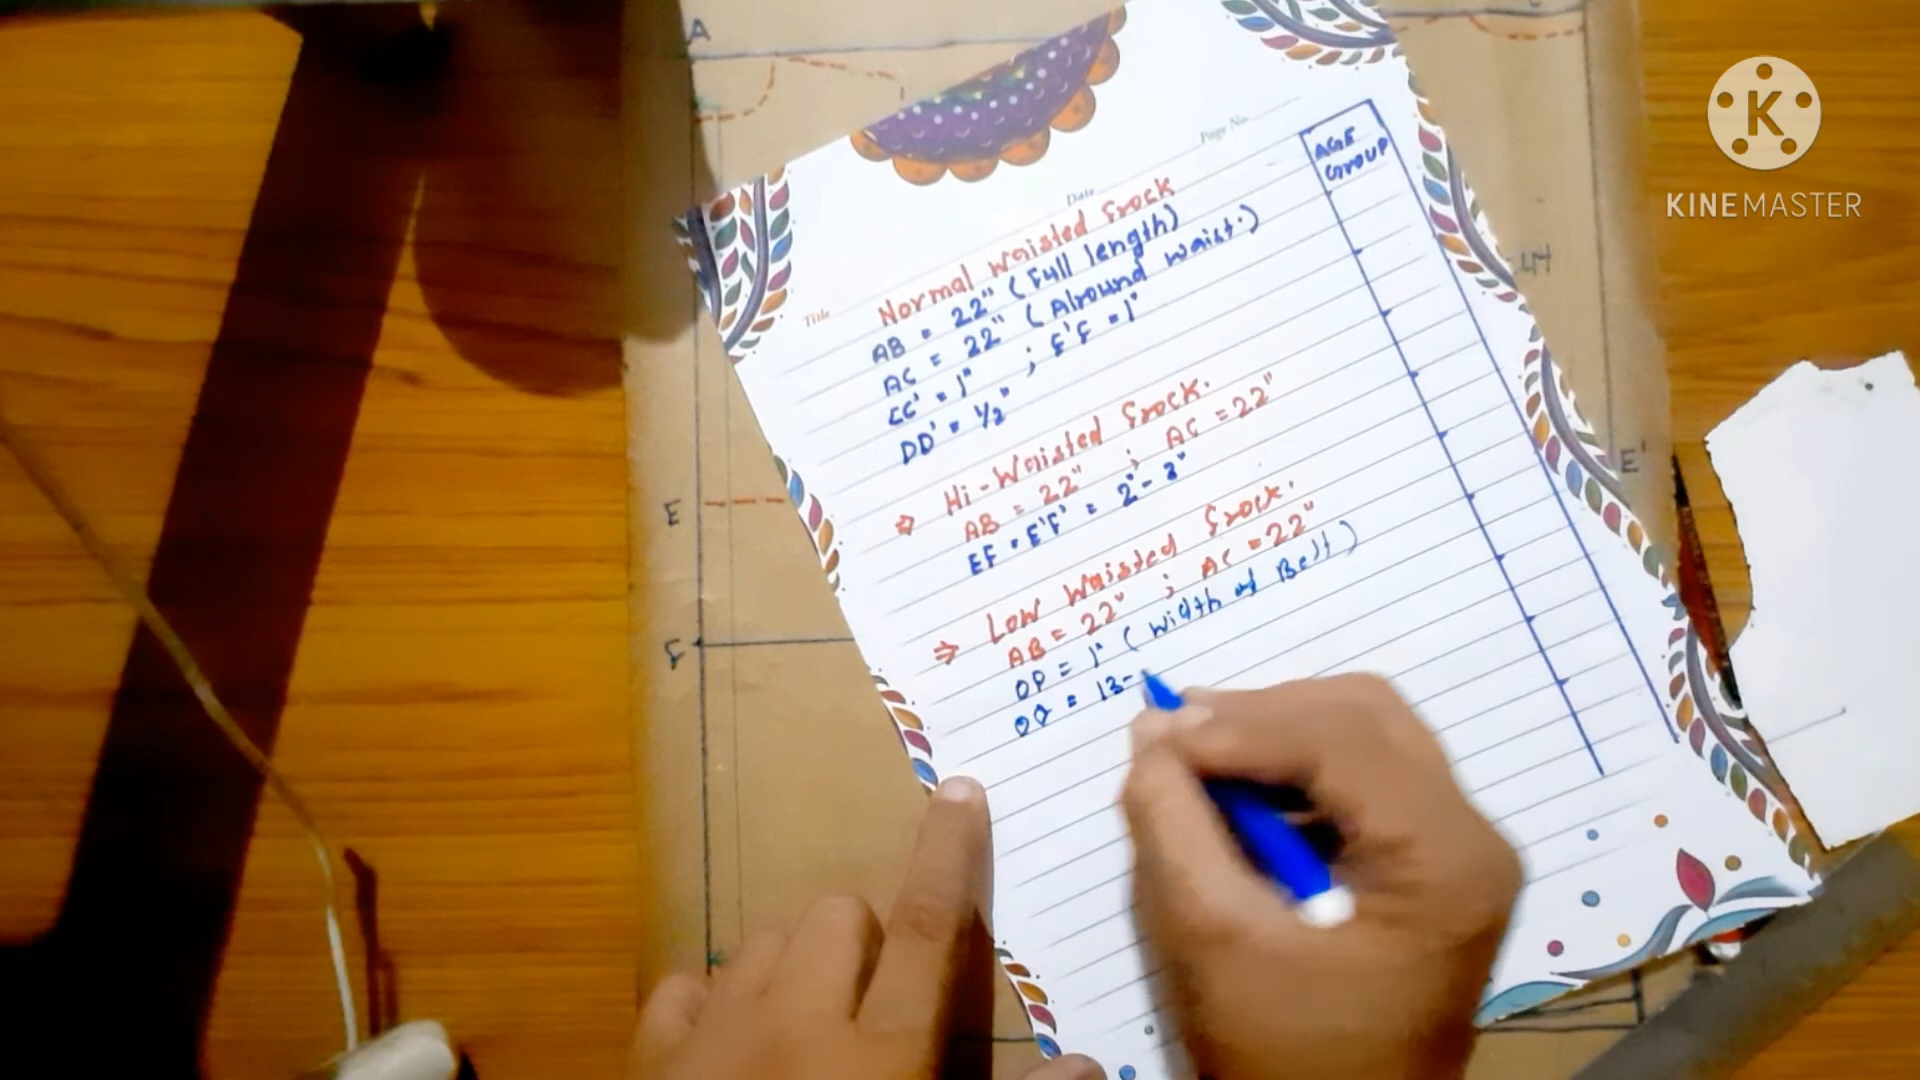 A
KINEMASTER
Page No
Date
Title
AGE
GROUP
Normal Waisted frock
AB = 22" (full length)
AC = 22" (Alround waist.)
CC' = 1" ; E'F = 1"
DD' = 1/2"
⇒ Hi-Waisted frock.
AB = 22" ; AC = 22"
EF = E'F' = 2"-3"
⇒ Low Waisted frock.
AB = 22" ; AC = 22"
OP = 1" (Width of Belt)
OQ = 13-
E
E'
F